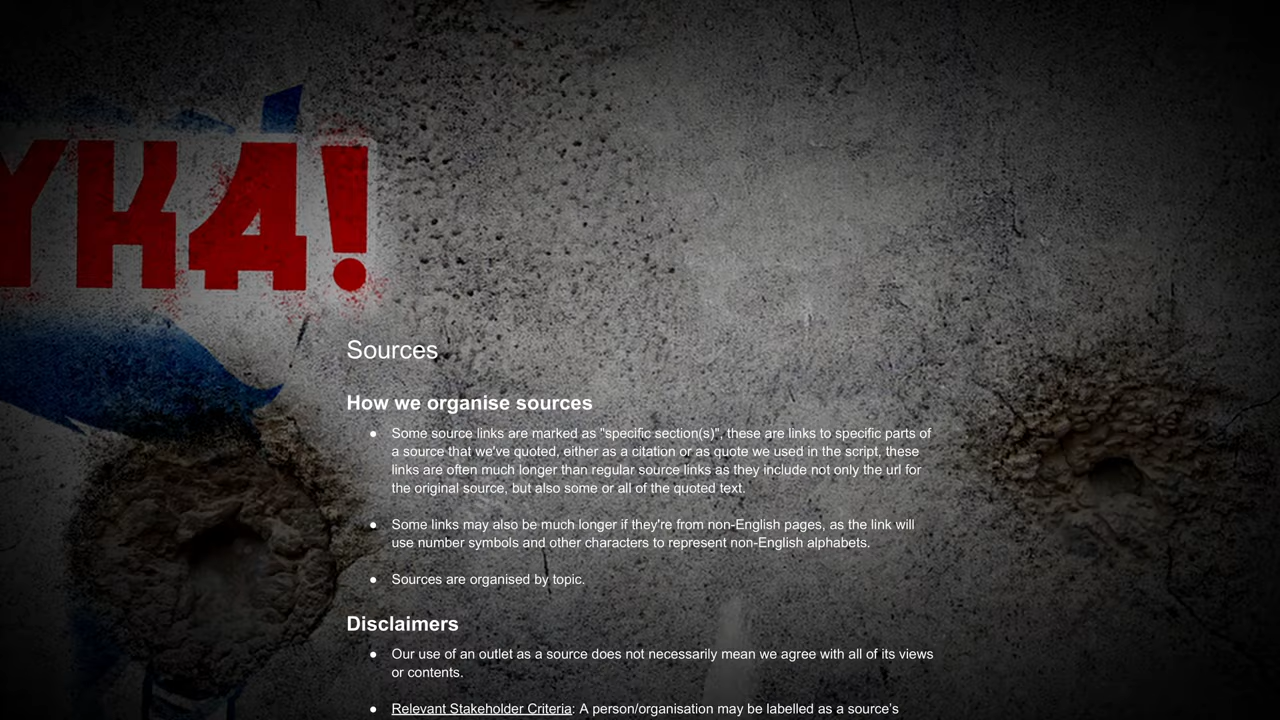 УКА!
Sources
How we organise sources
● Some source links are marked as "specific section(s)", these are links to specific parts of
a source that we've quoted, either as a citation or as quote we used in the script, these
links are often much longer than regular source links as they include not only the url for
the original source, but also some or all of the quoted text.
● Some links may also be much longer if they're from non-English pages, as the link will
use number symbols and other characters to represent non-English alphabets.
● Sources are organised by topic.
Disclaimers
● Our use of an outlet as a source does not necessarily mean we agree with all of its views
or contents.
● Relevant Stakeholder Criteria: A person/organisation may be labelled as a source's